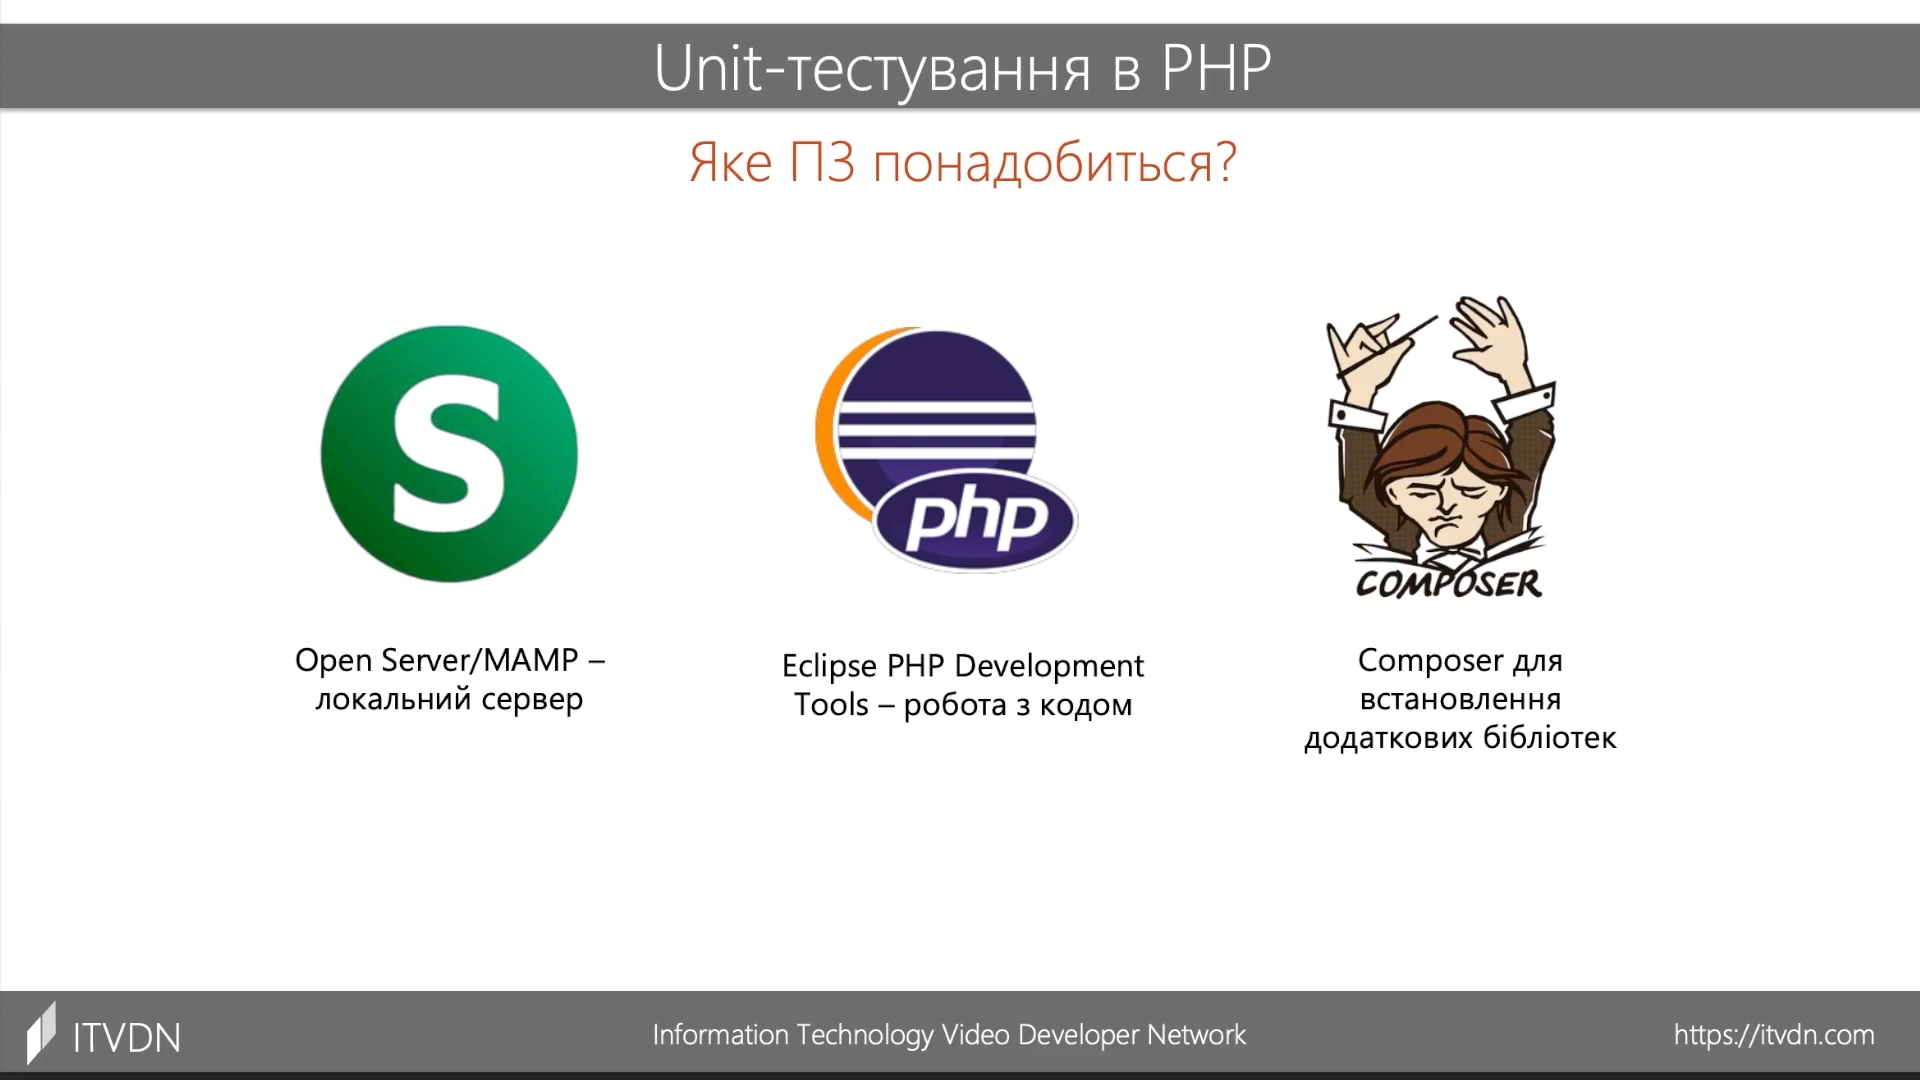 Unit-тестування в PHP
Яке ПЗ понадобиться?
S
php
COMPOSER
Open Server/MAMP –
локальний сервер
Eclipse PHP Development
Tools – робота з кодом
Composer для
встановлення
додаткових бібліотек
ITVDN
Information Technology Video Developer Network
https://itvdn.com